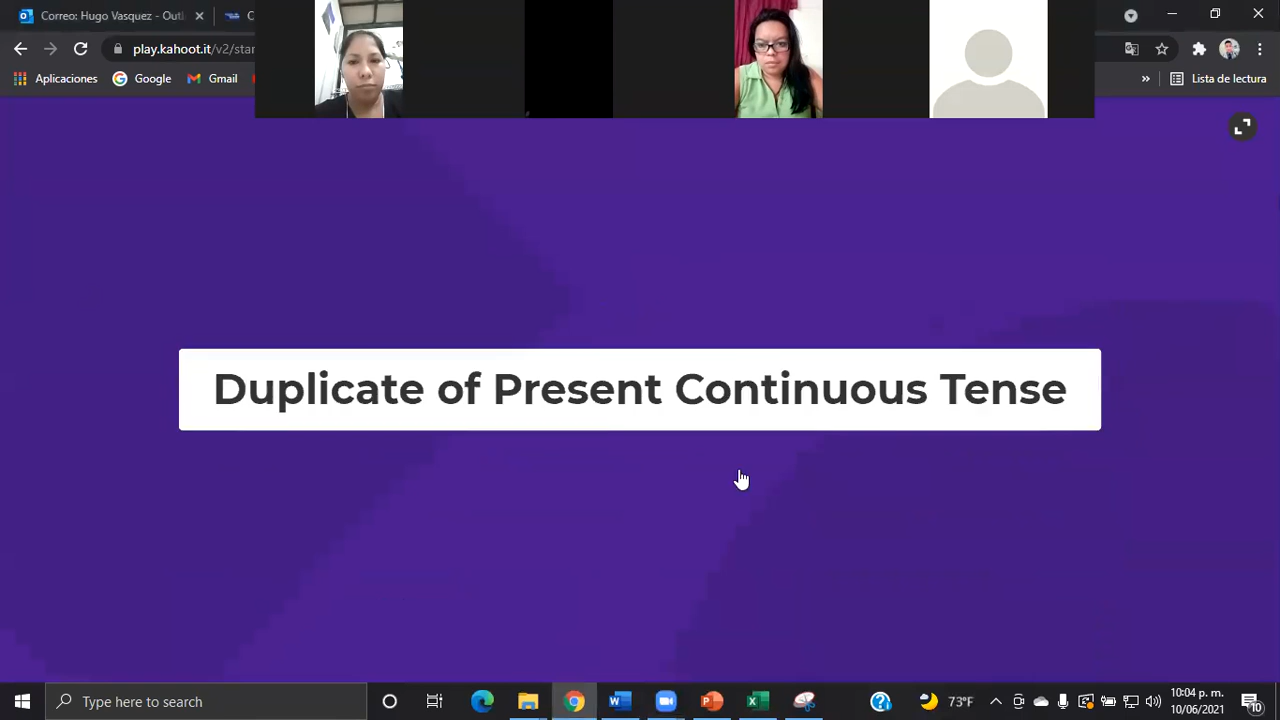 Correo: Hugo Vasquez - Outl
play.kahoot.it/v2/star
Aplicaciones
Google
Gmail
»
Lista de lectura
Duplicate of Present Continuous Tense
Type here to search
73°F
10:04 p. m.
10/06/2021
10